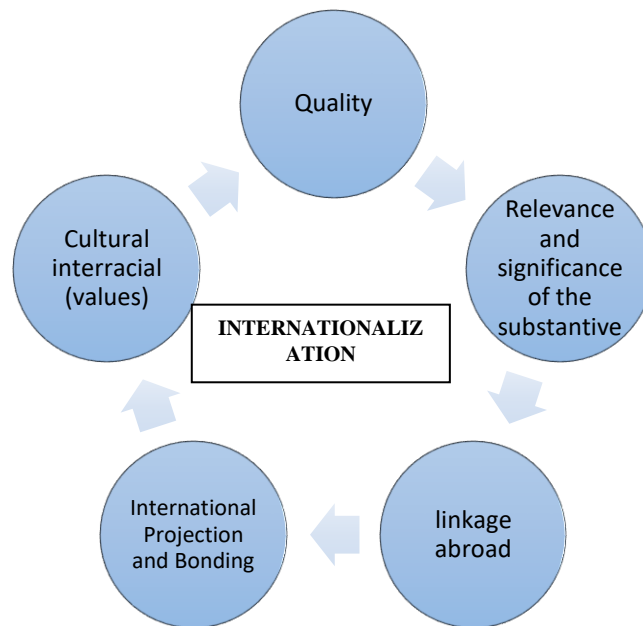 Quality
Relevance
and
significance
of the
substantive
Cultural
interracial
(values)
INTERNATIONALIZ
ATION
International
Projection
and Bonding
linkage
abroad